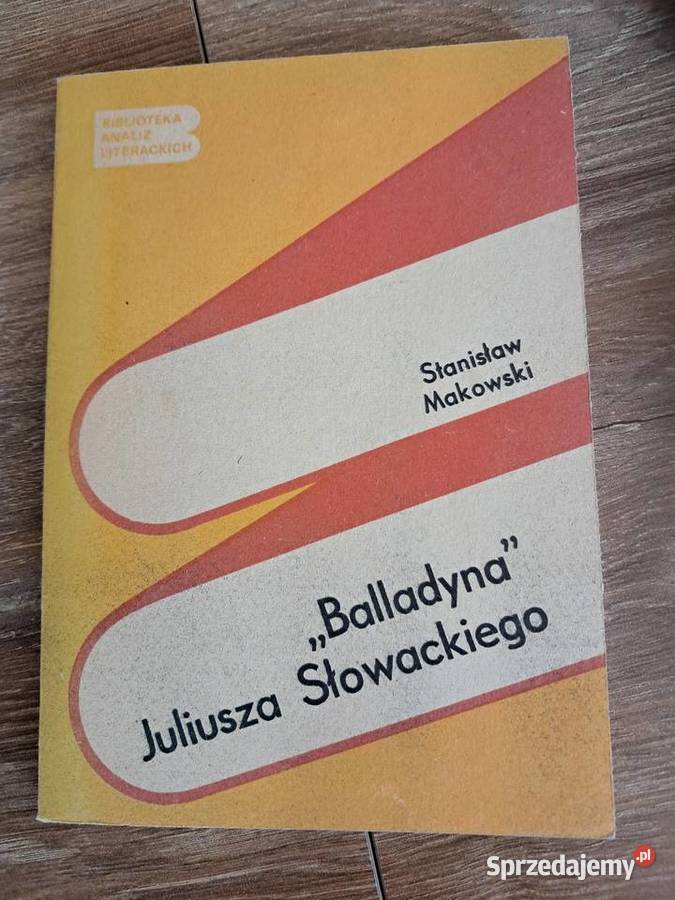 BIBLIOTEKA
ANALIZ
LITERACKICH
Stanisław
Makowski
„Balladyna”
Juliusza Słowackiego
Sprzedajemy.pl